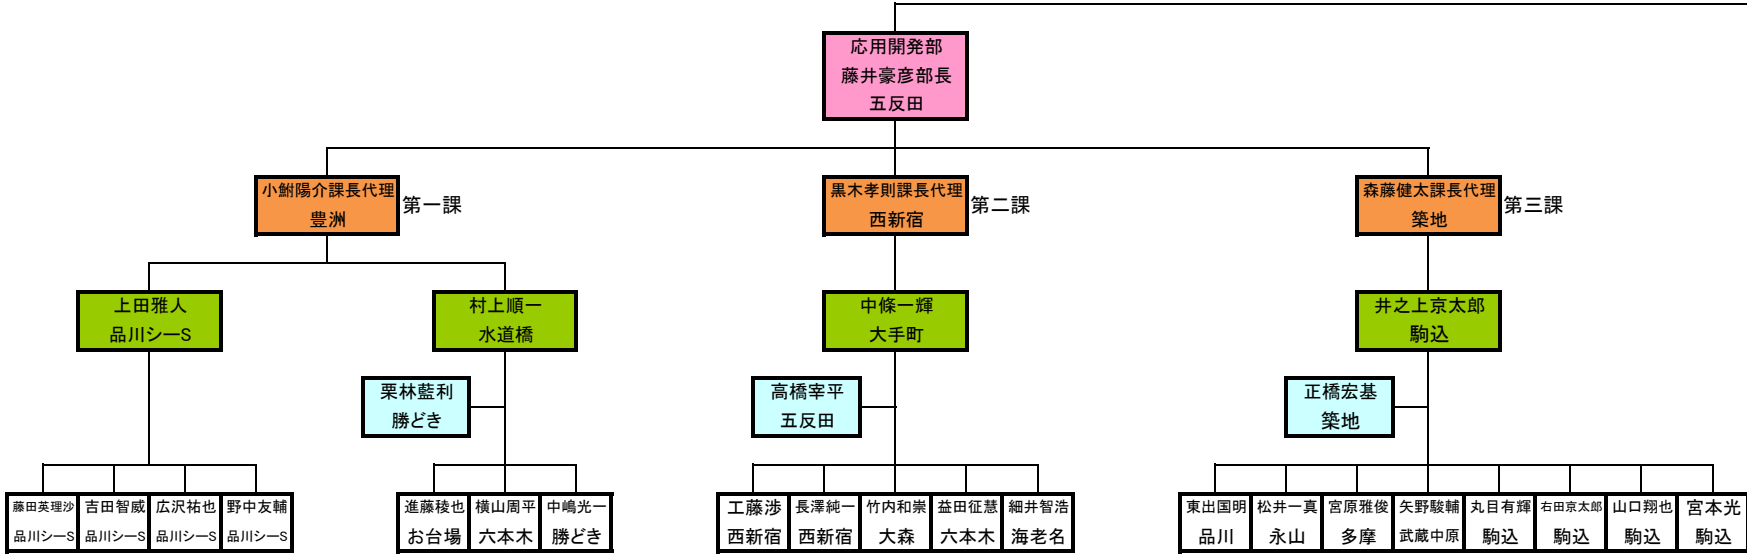 応用開発部
藤井豪彦部長
五反田
小鮒陽介課長代理
豊洲
第一課
黒木孝則課長代理
西新宿
第二課
森藤健太課長代理
築地
第三課
上田雅人
品川シーS
村上順一
水道橋
中條一輝
大手町
井之上京太郎
駒込
栗林藍利
勝どき
高橋宰平
五反田
正橋宏基
築地
藤田英理沙
品川シーS
吉田智威
品川シーS
広沢祐也
品川シーS
野中友輔
品川シーS
進藤稜也
お台場
横山周平
六本木
中嶋光一
勝どき
工藤渉
西新宿
長澤純一
西新宿
竹内和崇
大森
益田征慧
六本木
細井智浩
海老名
東出国明
品川
松井一真
永山
宮原雅俊
多摩
矢野駿輔
武蔵中原
丸目有輝
駒込
右田京太郎
駒込
山口翔也
駒込
宮本光
駒込